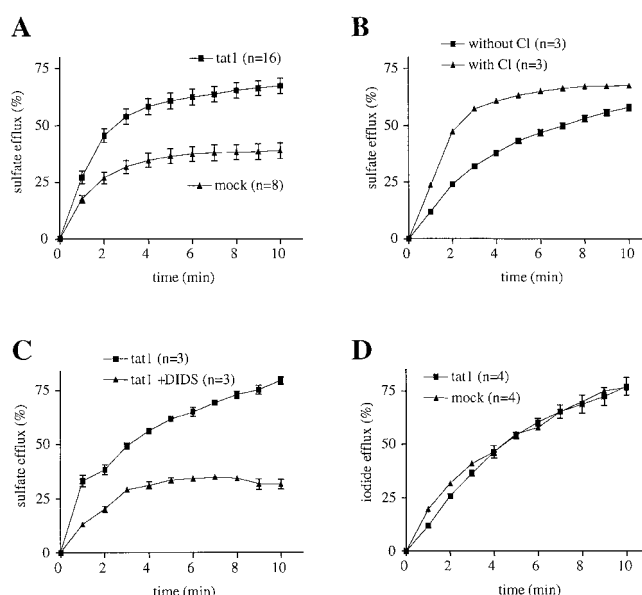 A
tat1 (n=16)
mock (n=8)
sulfate efflux (%)
75
50
25
0
0 2 4 6 8 10
time (min)
B
without Cl (n=3)
with Cl (n=3)
sulfate efflux (%)
75
50
25
0
0 2 4 6 8 10
time (min)
C
tat1 (n=3)
tat1 +DIDS (n=3)
sulfate efflux (%)
75
50
25
0
0 2 4 6 8 10
time (min)
D
tat1 (n=4)
mock (n=4)
iodide efflux (%)
75
50
25
0
0 2 4 6 8 10
time (min)